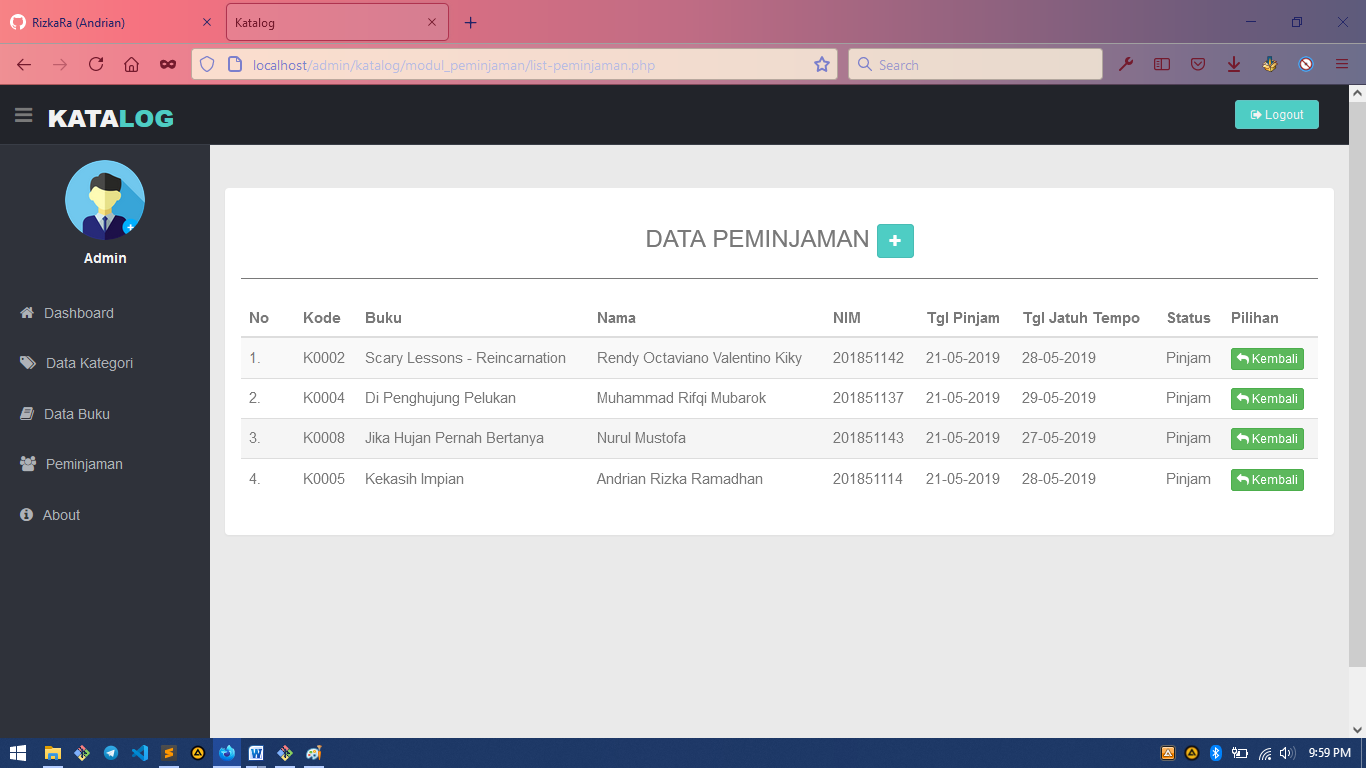 RizkaRa (Andrian)
Katalog
localhost/admin/katalog/modul_peminjaman/list-peminjaman.php
Search
KATALOG
Logout
Admin
Dashboard
Data Kategori
Data Buku
Peminjaman
About
DATA PEMINJAMAN
No Kode Buku Nama NIM Tgl Pinjam Tgl Jatuh Tempo Status Pilihan
1. K0002 Scary Lessons - Reincarnation Rendy Octaviano Valentino Kiky 201851142 21-05-2019 28-05-2019 Pinjam Kembali
2. K0004 Di Penghujung Pelukan Muhammad Rifqi Mubarok 201851137 21-05-2019 29-05-2019 Pinjam Kembali
3. K0008 Jika Hujan Pernah Bertanya Nurul Mustofa 201851143 21-05-2019 27-05-2019 Pinjam Kembali
4. K0005 Kekasih Impian Andrian Rizka Ramadhan 201851114 21-05-2019 28-05-2019 Pinjam Kembali
9:59 PM